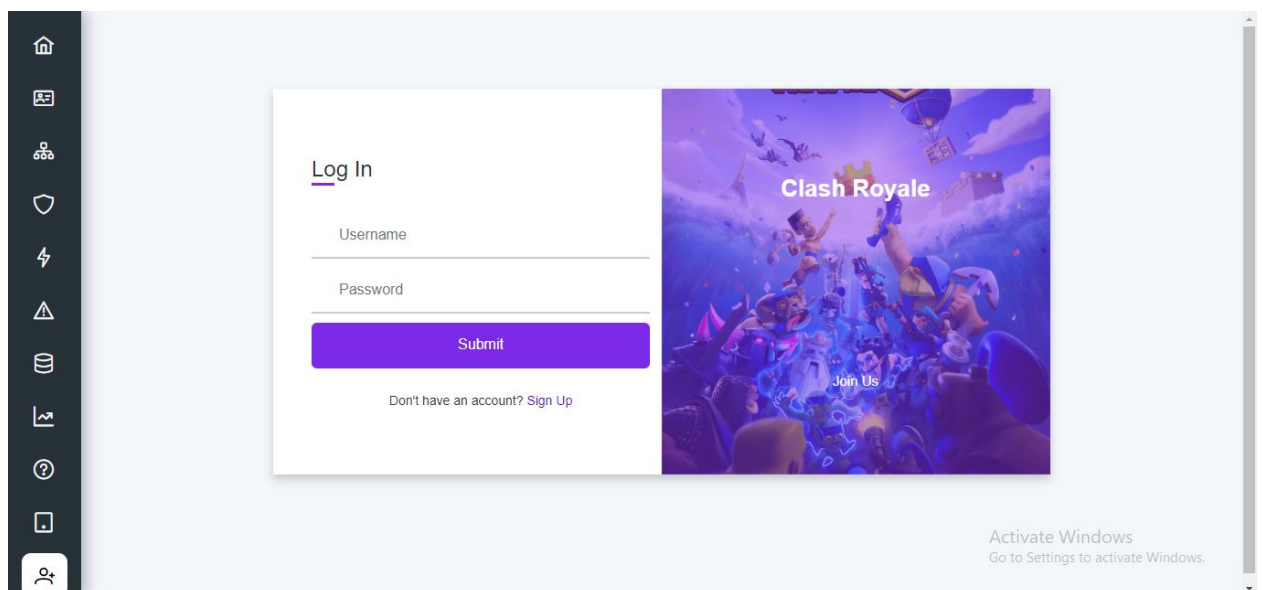 Log In
Username
Password
Submit
Don't have an account? Sign Up
Clash Royale
Join Us
Activate Windows
Go to Settings to activate Windows.